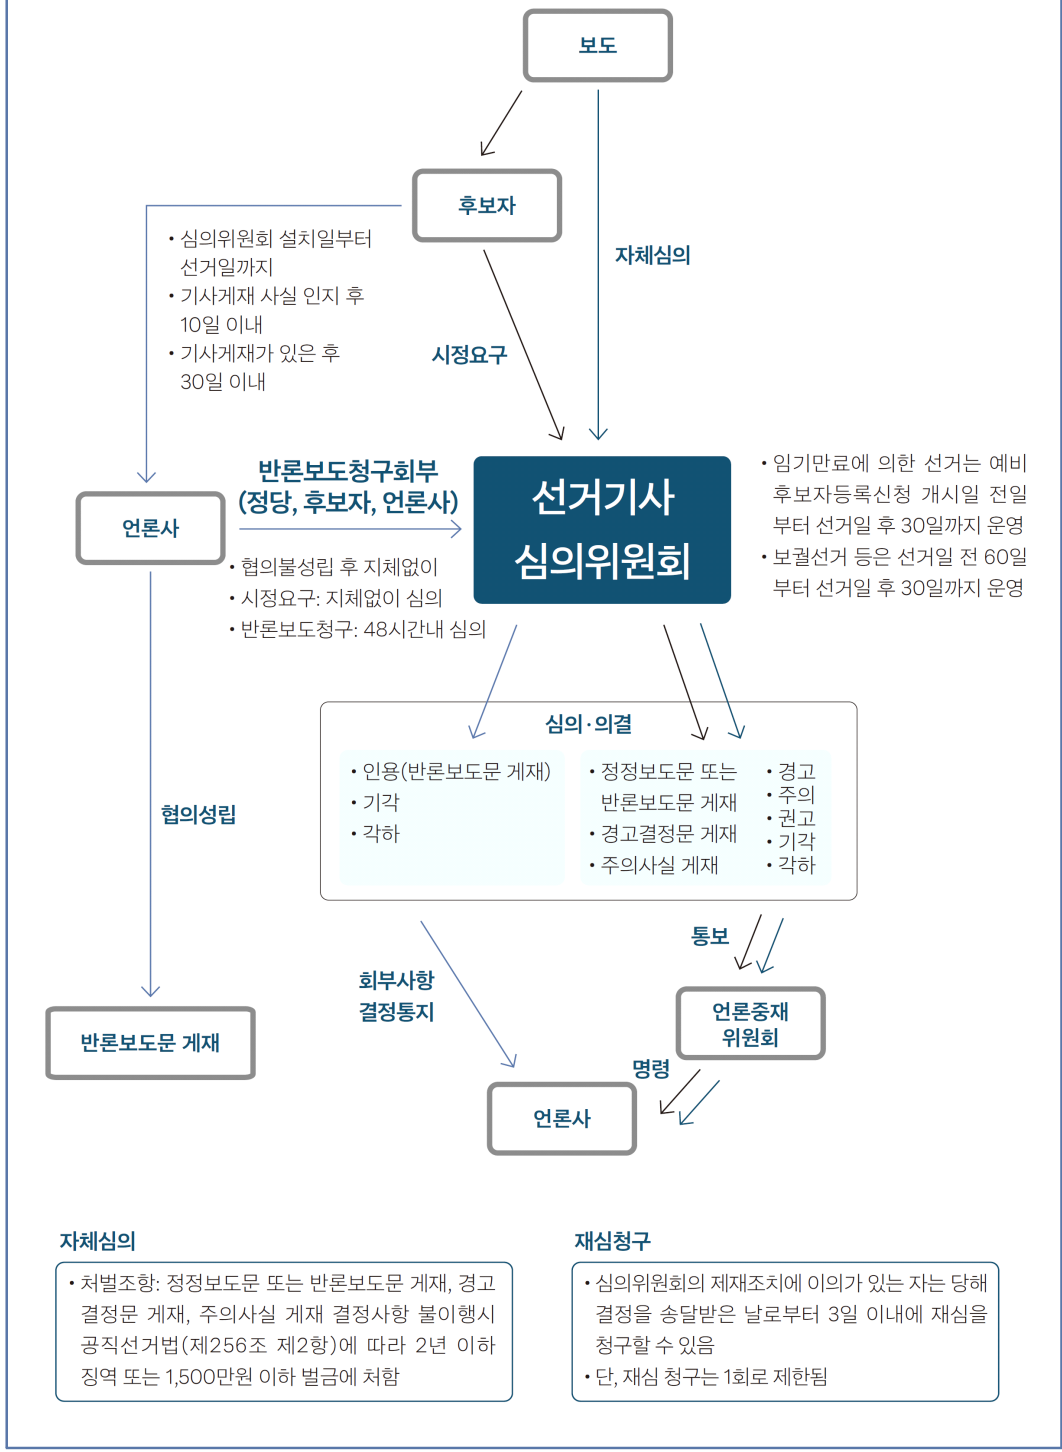 보도
후보자
• 심의위원회 설치일부터
선거일까지
• 기사게재 사실 인지 후
10일 이내
• 기사게재가 있은 후
30일 이내
자체심의
시정요구
반론보도청구회부
(정당, 후보자, 언론사)
언론사
• 협의불성립 후 지체없이
• 시정요구: 지체없이 심의
• 반론보도청구: 48시간내 심의
선거기사
심의위원회
• 임기만료에 의한 선거는 예비
후보자등록신청 개시일 전일
부터 선거일 후 30일까지 운영
• 보궐선거 등은 선거일 전 60일
부터 선거일 후 30일까지 운영
심의·의결
• 인용(반론보도문 게재)
• 기각
• 각하
• 정정보도문 또는
반론보도문 게재
• 경고결정문 게재
• 주의사실 게재
• 경고
• 주의
• 권고
• 기각
• 각하
협의성립
통보
회부사항
결정통지
언론중재
위원회
반론보도문 게재
명령
언론사
자체심의
• 처벌조항: 정정보도문 또는 반론보도문 게재, 경고
결정문 게재, 주의사실 게재 결정사항 불이행시
공직선거법(제256조 제2항)에 따라 2년 이하
징역 또는 1,500만원 이하 벌금에 처함
재심청구
• 심의위원회의 제재조치에 이의가 있는 자는 당해
결정을 송달받은 날로부터 3일 이내에 재심을
청구할 수 있음
• 단, 재심 청구는 1회로 제한됨